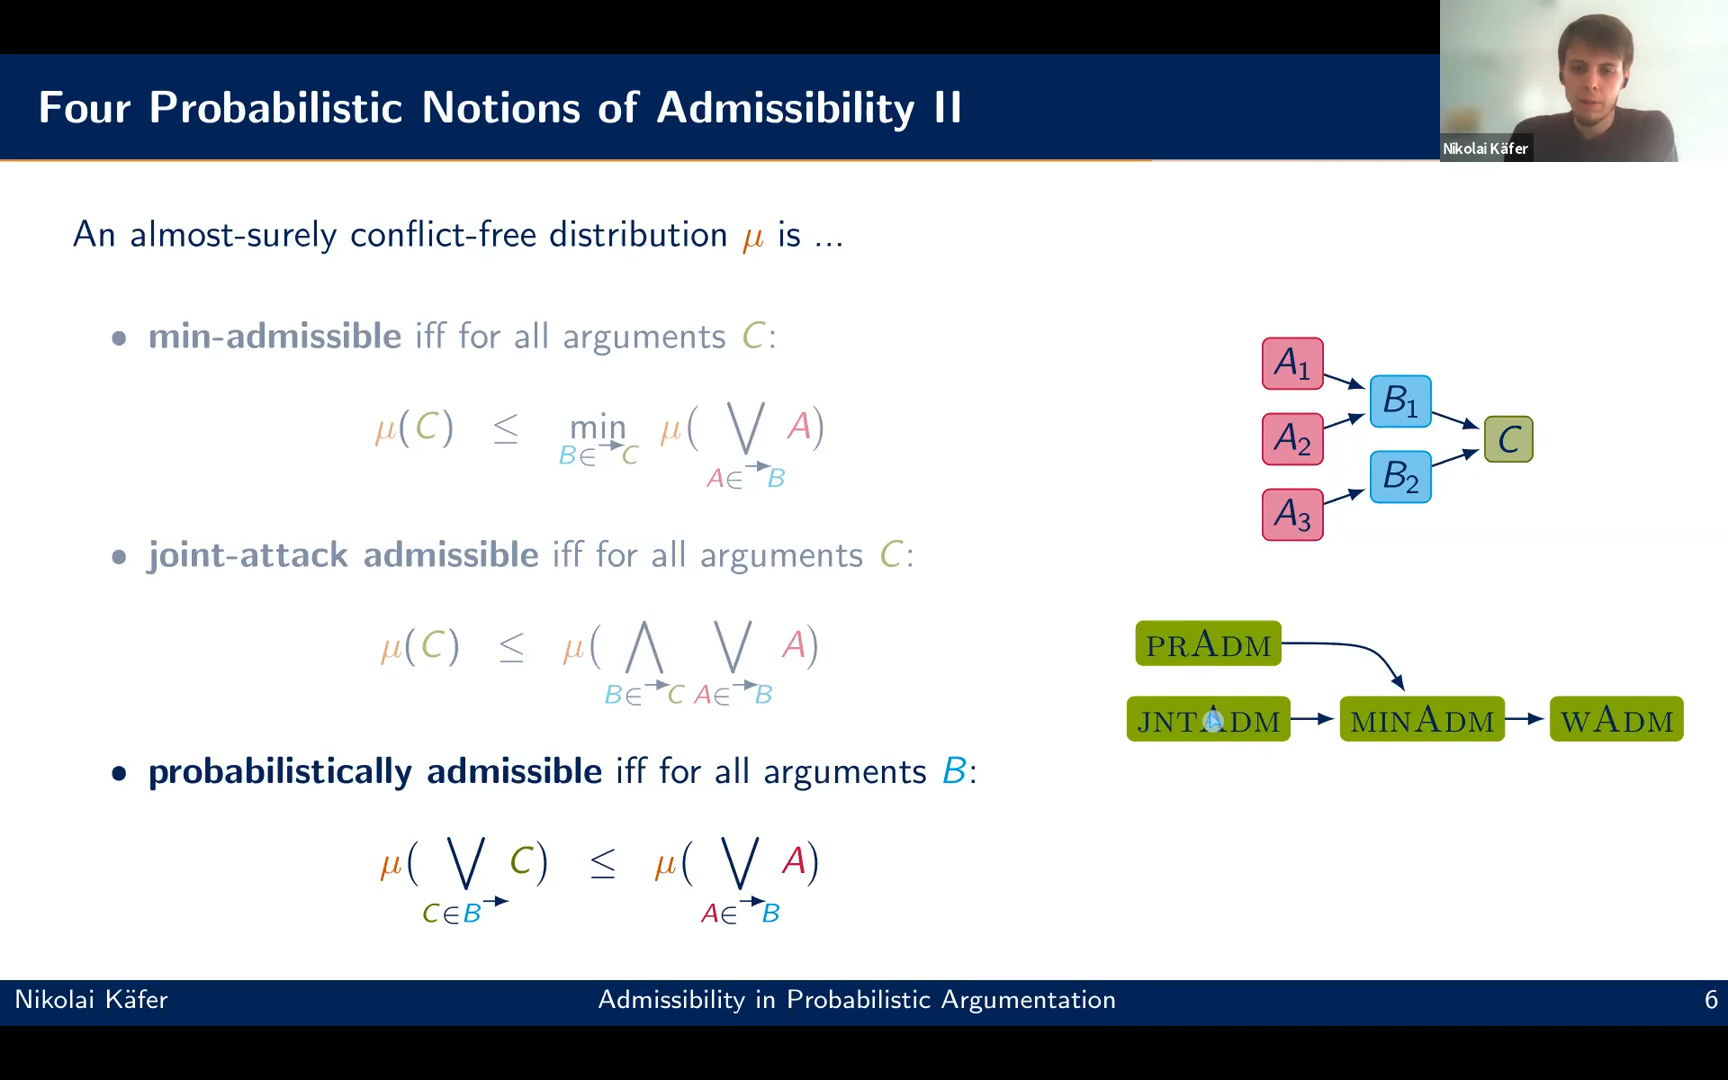 Four Probabilistic Notions of Admissibility II
Nikolai Käfer
An almost-surely conflict-free distribution μ is ...
• min-admissible iff for all arguments C:
μ(C) ≤ min μ( ⋁ A)
B∈→C A∈→B
• joint-attack admissible iff for all arguments C:
μ(C) ≤ μ( ⋀ ⋁ A)
B∈→C A∈→B
• probabilistically admissible iff for all arguments B:
μ( ⋁ C) ≤ μ( ⋁ A)
C∈B→ A∈→B
A₁
B₁
A₂
C
B₂
A₃
PRADM
JNTADM
MINADM
WADM
Nikolai Käfer
Admissibility in Probabilistic Argumentation
6